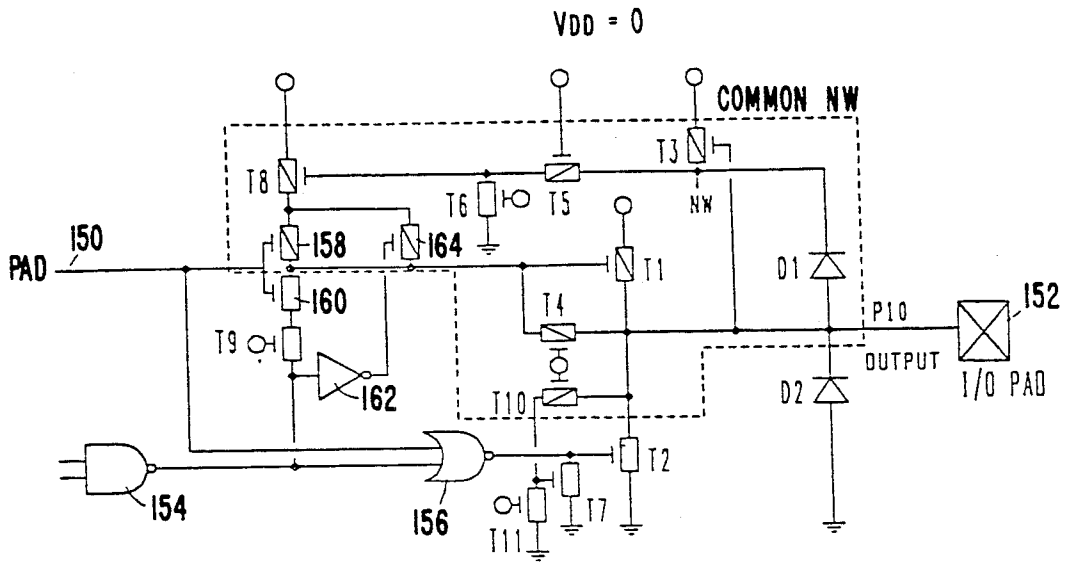 VDD = 0
COMMON NW
T3
T8
T6
T5
NW
150
PAD
158
164
T1
D1
152
160
T4
P10
T9
OUTPUT
I/O PAD
162
T10
D2
T2
154
156
T7
T11